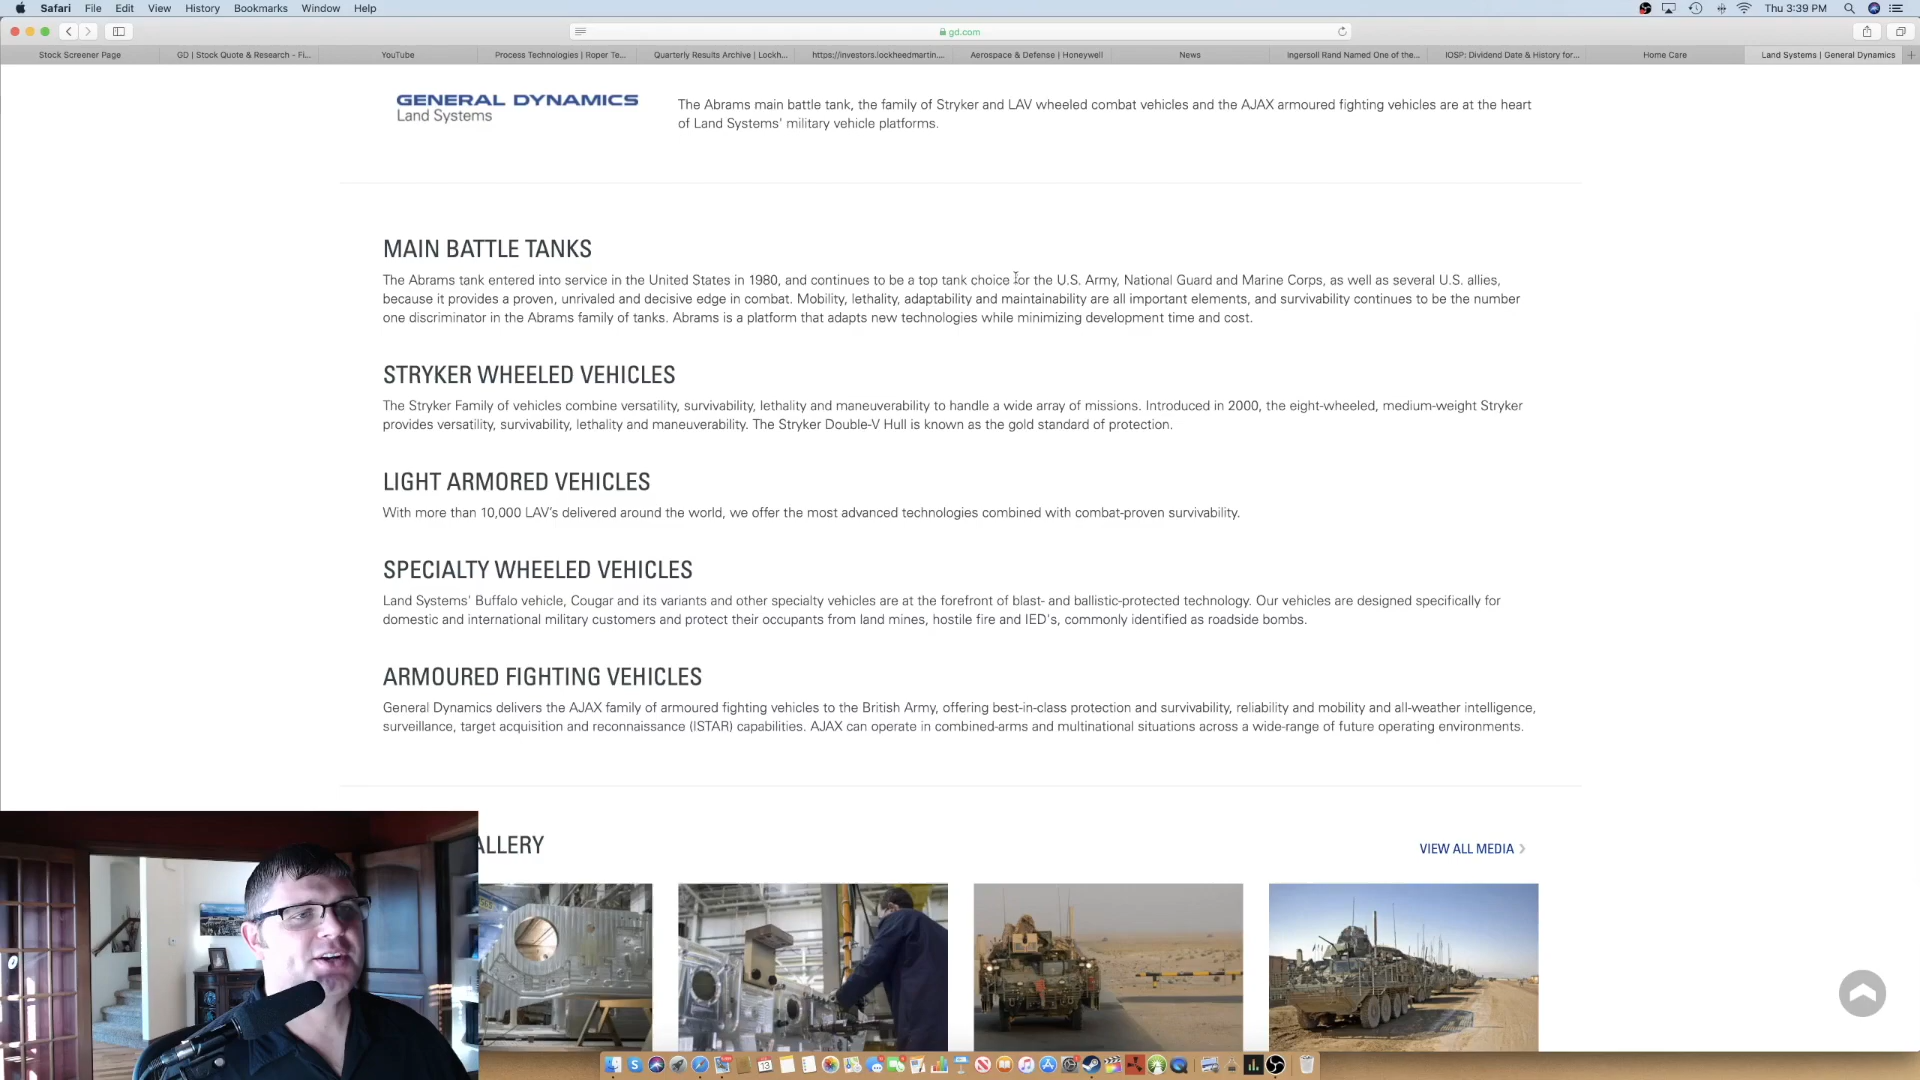 Safari File Edit View History Bookmarks Window Help Thu 3:39 PM
gd.com
Stock Screener Page GD | Stock Quote & Research - Fi... YouTube Process Technologies | Roper Te... Quarterly Results Archive | Lockh... https://investors.lockheedmartin.... Aerospace & Defense | Honeywell News Ingersoll Rand Named One of the... IOSP: Dividend Date & History for... Home Care Land Systems | General Dynamics
GENERAL DYNAMICS
Land Systems
The Abrams main battle tank, the family of Stryker and LAV wheeled combat vehicles and the AJAX armoured fighting vehicles are at the heart
of Land Systems' military vehicle platforms.
MAIN BATTLE TANKS
The Abrams tank entered into service in the United States in 1980, and continues to be a top tank choice for the U.S. Army, National Guard and Marine Corps, as well as several U.S. allies,
because it provides a proven, unrivaled and decisive edge in combat. Mobility, lethality, adaptability and maintainability are all important elements, and survivability continues to be the number
one discriminator in the Abrams family of tanks. Abrams is a platform that adapts new technologies while minimizing development time and cost.
STRYKER WHEELED VEHICLES
The Stryker Family of vehicles combine versatility, survivability, lethality and maneuverability to handle a wide array of missions. Introduced in 2000, the eight-wheeled, medium-weight Stryker
provides versatility, survivability, lethality and maneuverability. The Stryker Double-V Hull is known as the gold standard of protection.
LIGHT ARMORED VEHICLES
With more than 10,000 LAV's delivered around the world, we offer the most advanced technologies combined with combat-proven survivability.
SPECIALTY WHEELED VEHICLES
Land Systems' Buffalo vehicle, Cougar and its variants and other specialty vehicles are at the forefront of blast- and ballistic-protected technology. Our vehicles are designed specifically for
domestic and international military customers and protect their occupants from land mines, hostile fire and IED's, commonly identified as roadside bombs.
ARMOURED FIGHTING VEHICLES
General Dynamics delivers the AJAX family of armoured fighting vehicles to the British Army, offering best-in-class protection and survivability, reliability and mobility and all-weather intelligence,
surveillance, target acquisition and reconnaissance (ISTAR) capabilities. AJAX can operate in combined-arms and multinational situations across a wide-range of future operating environments.
ALLERY
VIEW ALL MEDIA